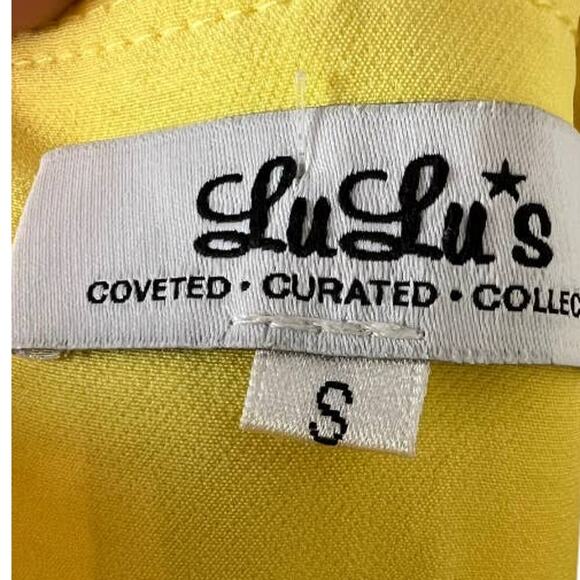 LuLu★s
COVETED • CURATED • COLLEC
S